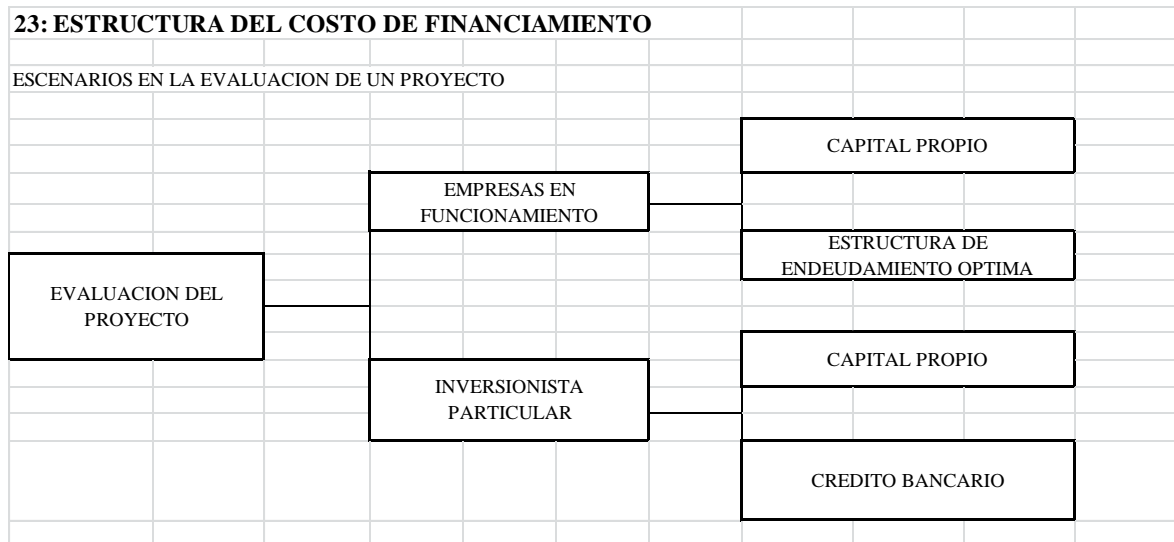 23: ESTRUCTURA DEL COSTO DE FINANCIAMIENTO
ESCENARIOS EN LA EVALUACION DE UN PROYECTO
CAPITAL PROPIO
EMPRESAS EN
FUNCIONAMIENTO
ESTRUCTURA DE
ENDEUDAMIENTO OPTIMA
EVALUACION DEL
PROYECTO
CAPITAL PROPIO
INVERSIONISTA
PARTICULAR
CREDITO BANCARIO